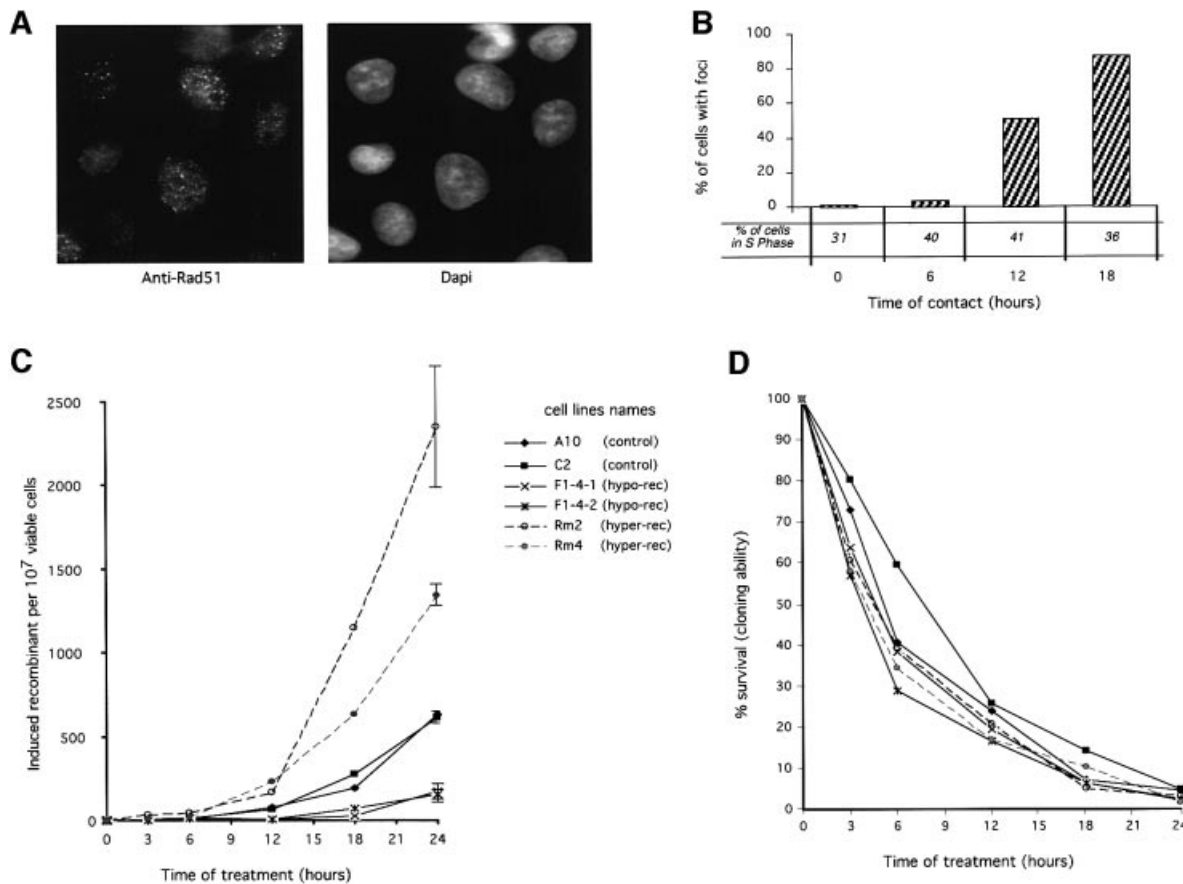 A
Anti-Rad51
Dapi
B
% of cells with foci
100
80
60
40
20
0
% of cells
in S Phase
31 40 41 36
0 6 12 18
Time of contact (hours)
C
Induced recombinant per 10⁷ viable cells
2500
2000
1500
1000
500
0
0 3 6 9 12 15 18 21 24
Time of treatment (hours)
cell lines names
A10 (control)
C2 (control)
F1-4-1 (hypo-rec)
F1-4-2 (hypo-rec)
Rm2 (hyper-rec)
Rm4 (hyper-rec)
D
% survival (cloning ability)
100
90
80
70
60
50
40
30
20
10
0
0 3 6 9 12 15 18 21 24
Time of treatment (hours)